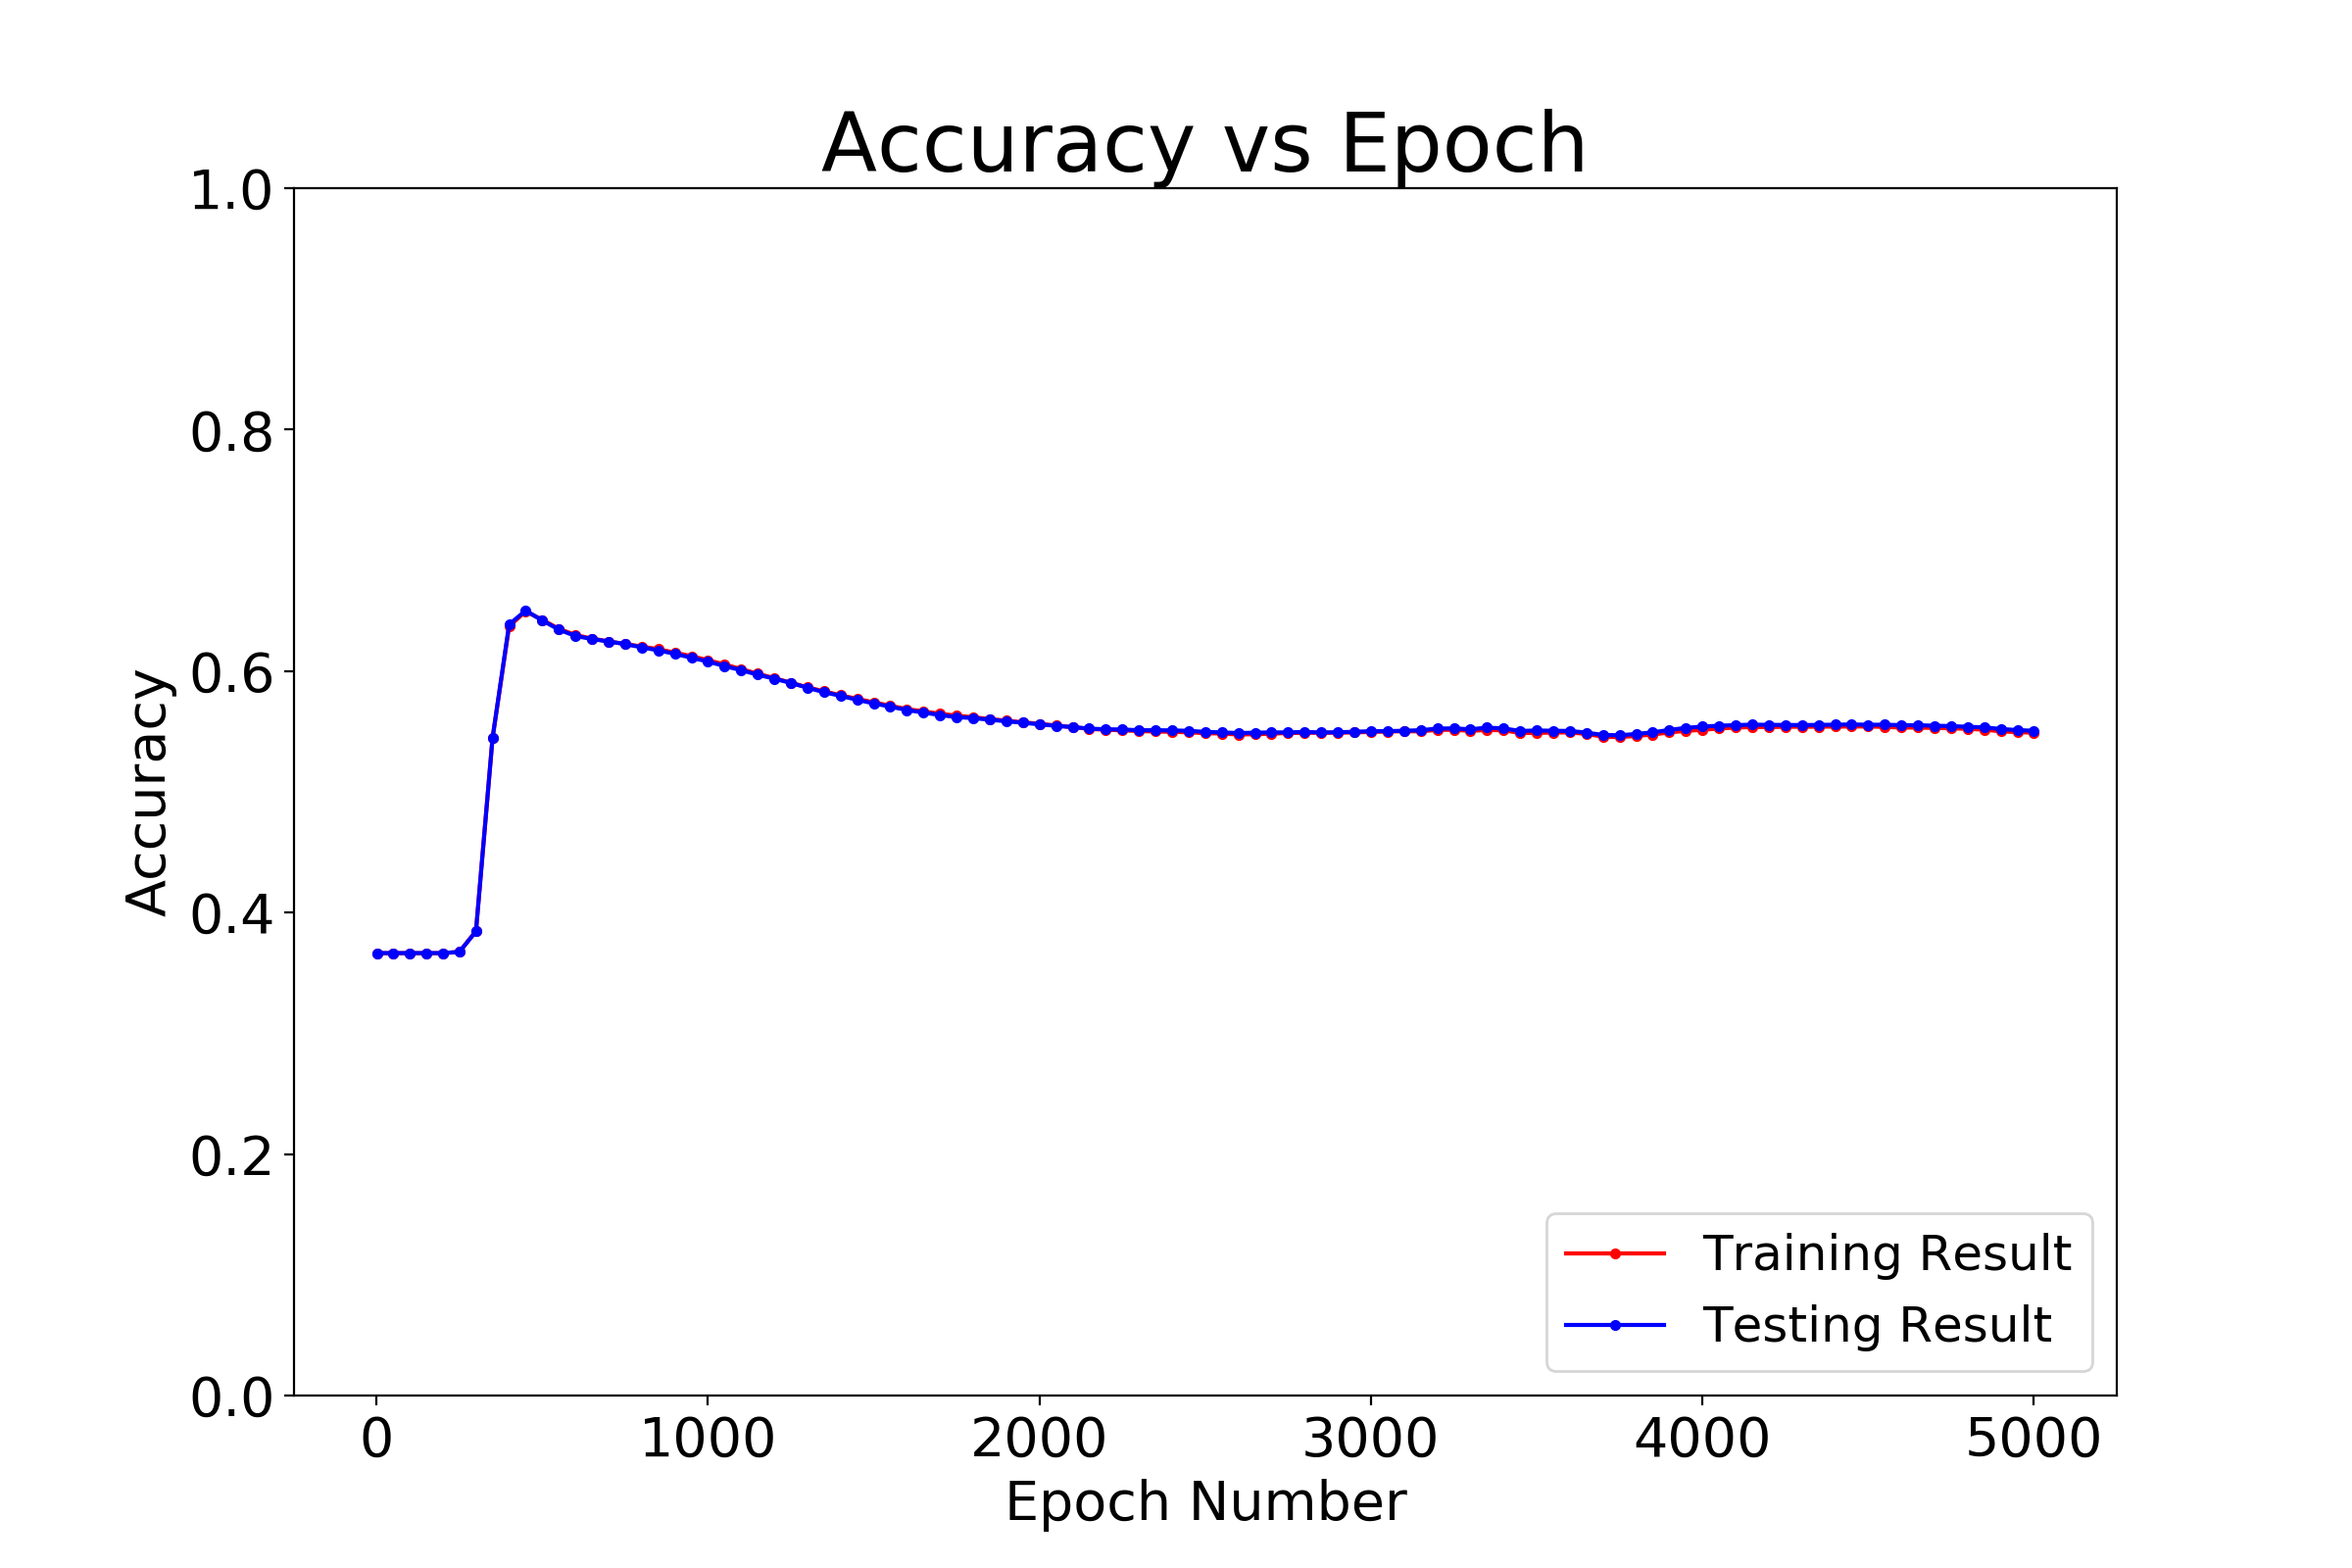 Accuracy vs Epoch
1.0
0.8
0.6
0.4
0.2
0.0
Accuracy
0 1000 2000 3000 4000 5000
Epoch Number
Training Result
Testing Result